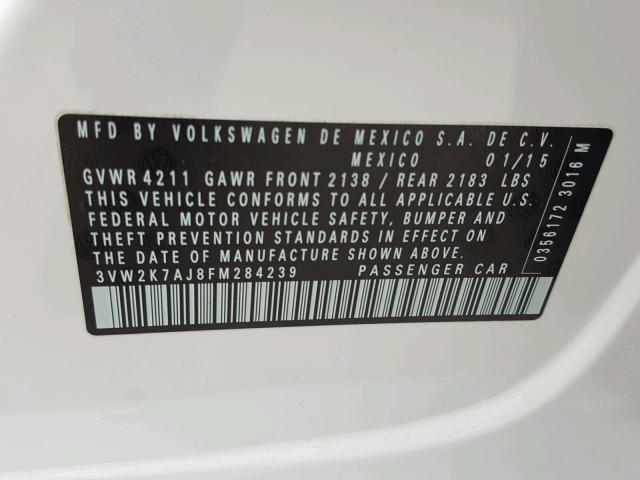 MFD BY VOLKSWAGEN DE MEXICO S.A. DE C.V.
MEXICO 01/15
GVWR 4211 GAWR FRONT 2138 / REAR 2183 LBS
THIS VEHICLE CONFORMS TO ALL APPLICABLE U.S.
FEDERAL MOTOR VEHICLE SAFETY, BUMPER AND
THEFT PREVENTION STANDARDS IN EFFECT ON
THE DATE OF MANUFACTURE SHOWN ABOVE.
3VW2K7AJ8FM284239 PASSENGER CAR
0356172 3016 M